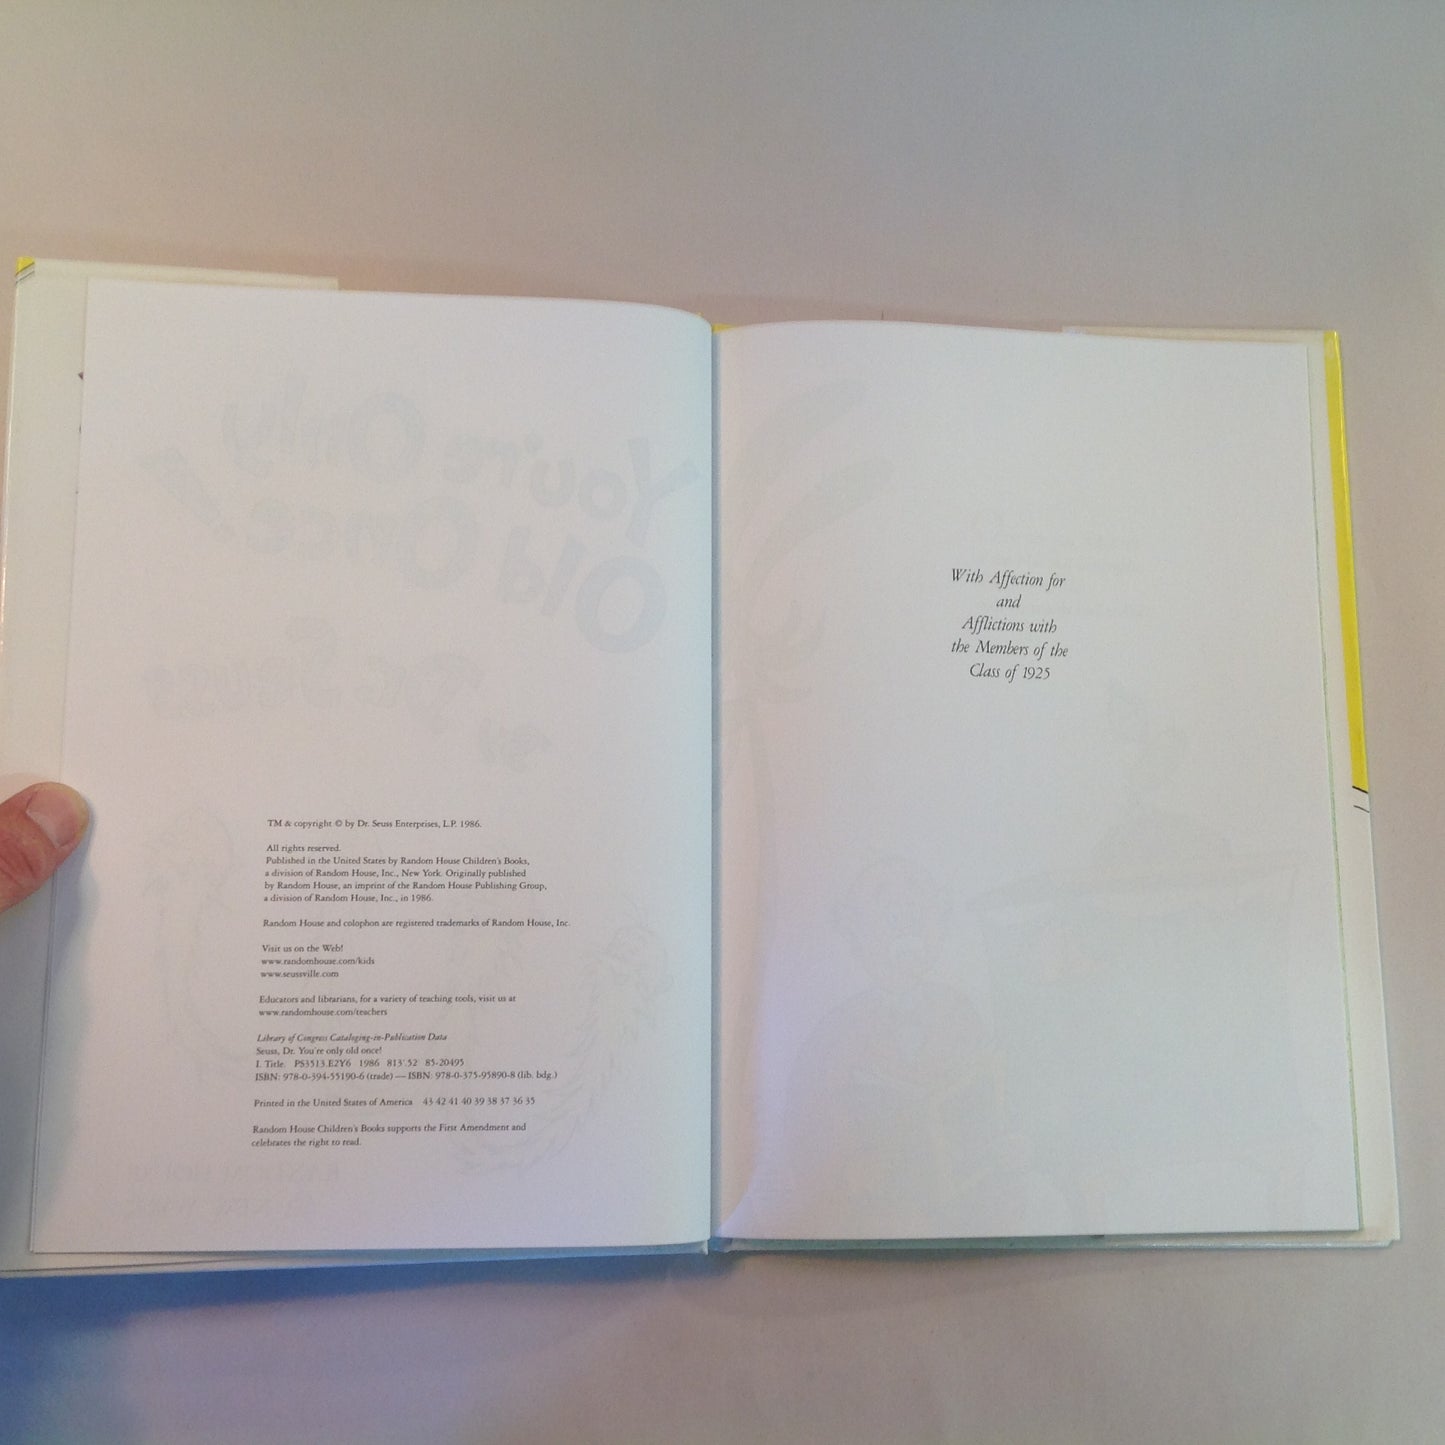 TM & copyright © by Dr. Seuss Enterprises, L.P. 1986.
All rights reserved.
Published in the United States by Random House Children's Books,
a division of Random House, Inc., New York. Originally published
by Random House, an imprint of the Random House Publishing Group,
a division of Random House, Inc., in 1986.
Random House and colophon are registered trademarks of Random House, Inc.
Visit us on the Web!
www.randomhouse.com/kids
www.seussville.com
Educators and librarians, for a variety of teaching tools, visit us at
www.randomhouse.com/teachers
Library of Congress Cataloging-in-Publication Data
Seuss, Dr. You're only old once!
I. Title. PS3513.E2Y6 1986 813'.52 85-20495
ISBN: 978-0-394-55190-6 (trade) — ISBN: 978-0-375-95890-8 (lib. bdg.)
Printed in the United States of America 43 42 41 40 39 38 37 36 35
Random House Children's Books supports the First Amendment and
celebrates the right to read.
With Affection for
and
Afflictions with
the Members of the
Class of 1925